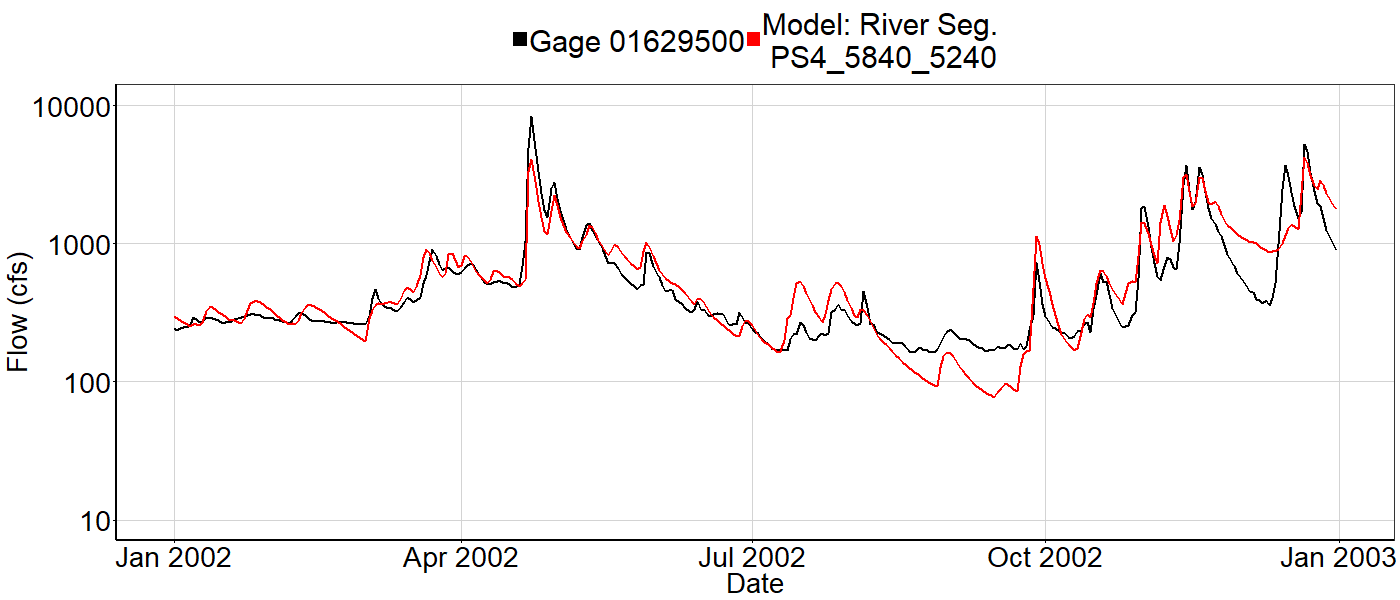 Gage 01629500
Model: River Seg.
PS4_5840_5240
10000
1000
100
10
Flow (cfs)
Jan 2002
Apr 2002
Jul 2002
Oct 2002
Jan 2003
Date